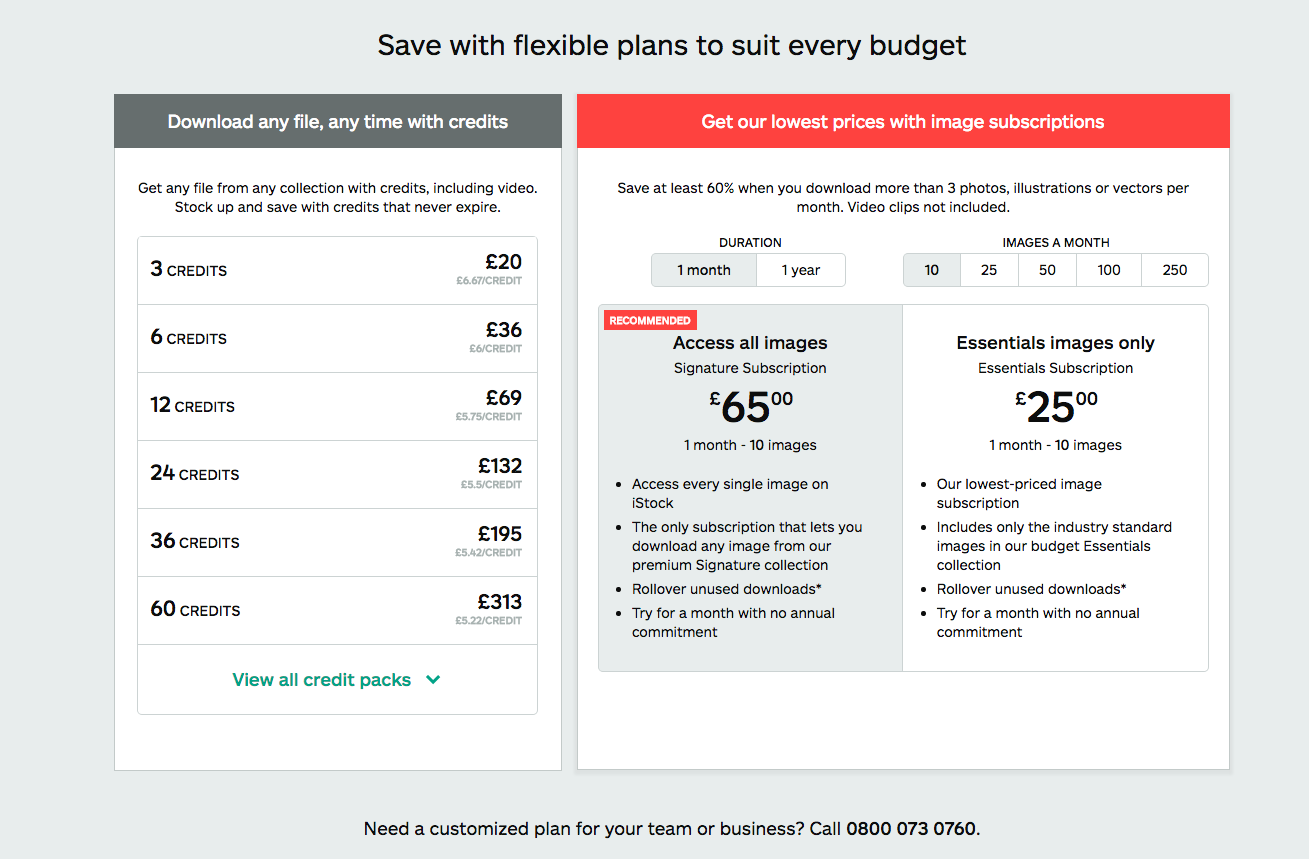 Save with flexible plans to suit every budget
Download any file, any time with credits
Get any file from any collection with credits, including video.
Stock up and save with credits that never expire.
3 CREDITS £20
£6.67/CREDIT
6 CREDITS £36
£6/CREDIT
12 CREDITS £69
£5.75/CREDIT
24 CREDITS £132
£5.5/CREDIT
36 CREDITS £195
£5.42/CREDIT
60 CREDITS £313
£5.22/CREDIT
View all credit packs
Get our lowest prices with image subscriptions
Save at least 60% when you download more than 3 photos, illustrations or vectors per
month. Video clips not included.
DURATION
1 month 1 year
IMAGES A MONTH
10 25 50 100 250
RECOMMENDED
Access all images
Signature Subscription
£6500
1 month - 10 images
• Access every single image on
iStock
• The only subscription that lets you
download any image from our
premium Signature collection
• Rollover unused downloads*
• Try for a month with no annual
commitment
Essentials images only
Essentials Subscription
£2500
1 month - 10 images
• Our lowest-priced image
subscription
• Includes only the industry standard
images in our budget Essentials
collection
• Rollover unused downloads*
• Try for a month with no annual
commitment
Need a customized plan for your team or business? Call 0800 073 0760.